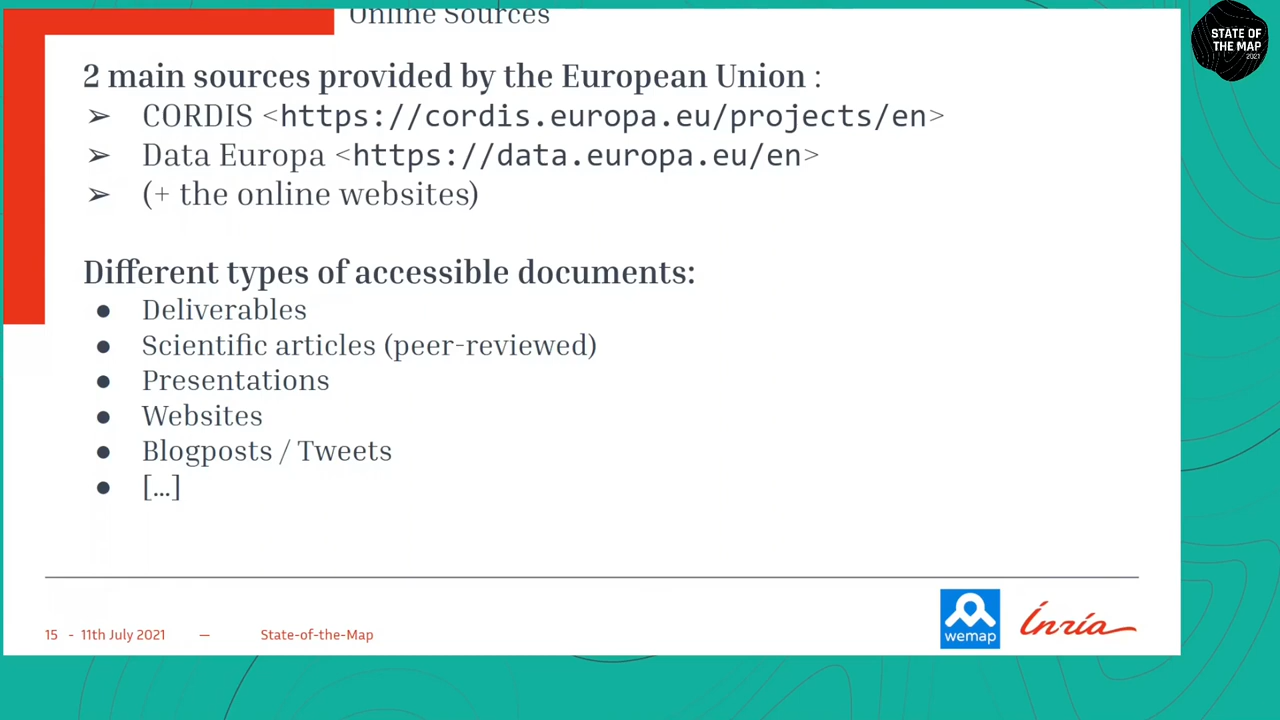 Online Sources
STATE OF
THE MAP
2021
2 main sources provided by the European Union :
➢ CORDIS <https://cordis.europa.eu/projects/en>
➢ Data Europa <https://data.europa.eu/en>
➢ (+ the online websites)
Different types of accessible documents:
● Deliverables
● Scientific articles (peer-reviewed)
● Presentations
● Websites
● Blogposts / Tweets
● [...]
15 - 11th July 2021 — State-of-the-Map
wemap
Inria